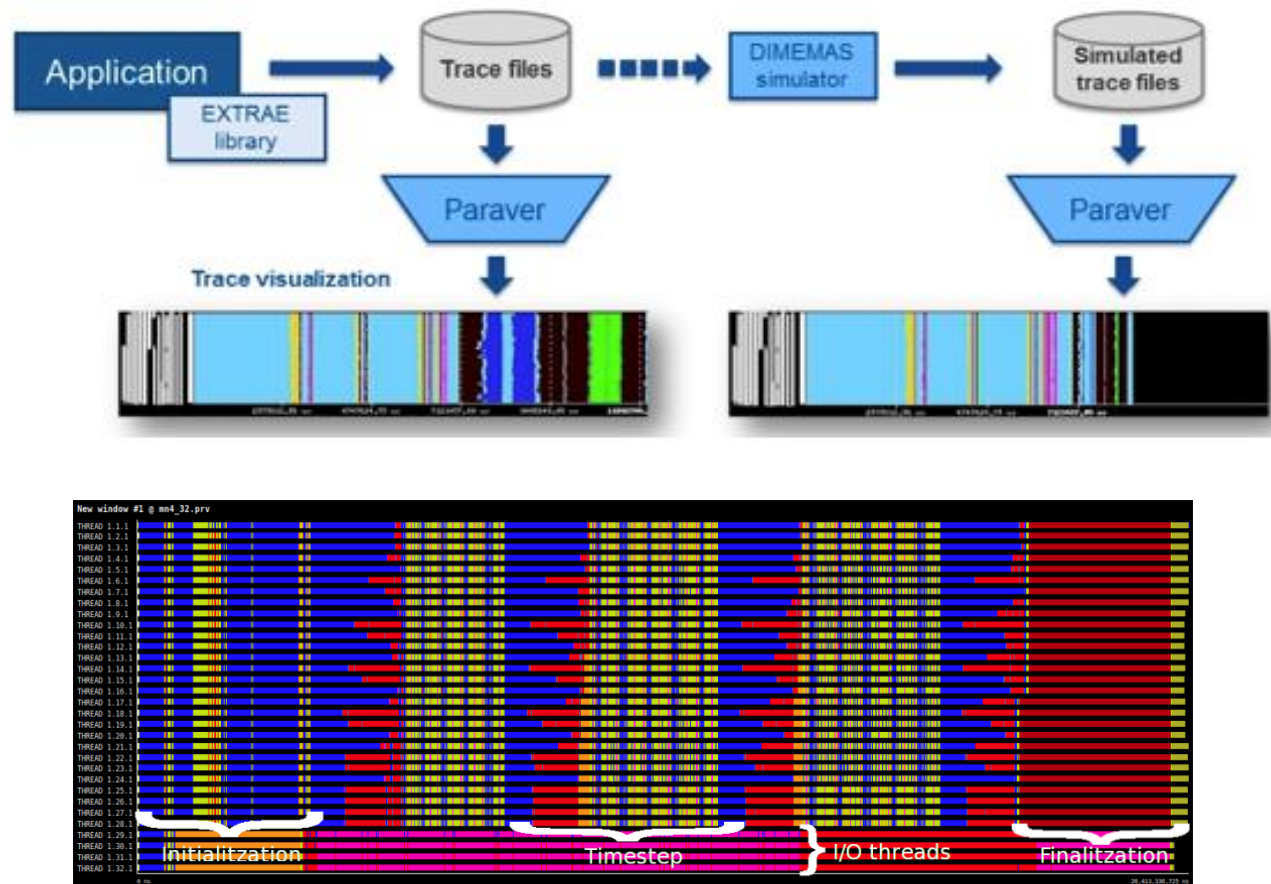 Application
EXTRAE
library
Trace files
DIMEMAS
simulator
Simulated
trace files
Paraver
Paraver
Trace visualization
New window #1 @ mn4_32.prv
THREAD 1.1.1
THREAD 1.2.1
THREAD 1.3.1
THREAD 1.4.1
THREAD 1.5.1
THREAD 1.6.1
THREAD 1.7.1
THREAD 1.8.1
THREAD 1.9.1
THREAD 1.10.1
THREAD 1.11.1
THREAD 1.12.1
THREAD 1.13.1
THREAD 1.14.1
THREAD 1.15.1
THREAD 1.16.1
THREAD 1.17.1
THREAD 1.18.1
THREAD 1.19.1
THREAD 1.20.1
THREAD 1.21.1
THREAD 1.22.1
THREAD 1.23.1
THREAD 1.24.1
THREAD 1.25.1
THREAD 1.26.1
THREAD 1.27.1
THREAD 1.28.1
THREAD 1.29.1
THREAD 1.30.1
THREAD 1.31.1
THREAD 1.32.1
Initialitzation
Timestep
I/O threads
Finalitzation
0 ns